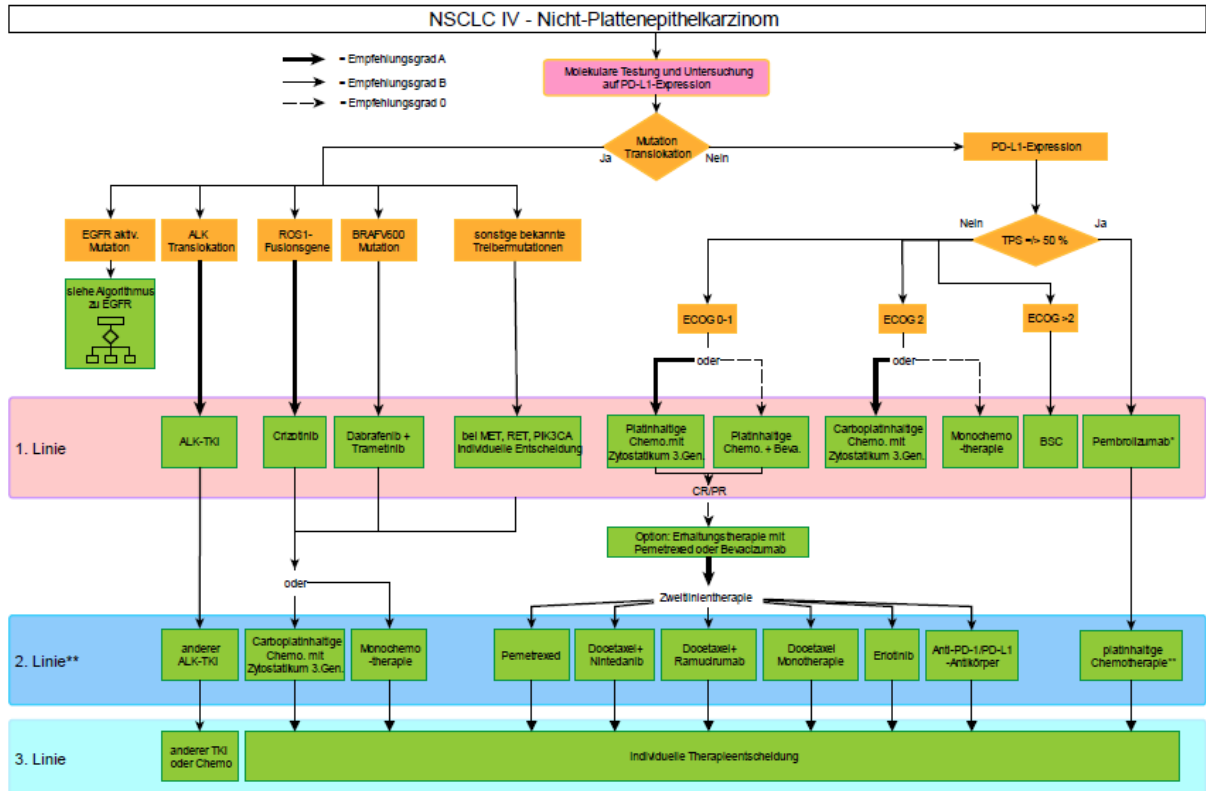 NSCLC IV - Nicht-Plattenepithelkarzinom
= Empfehlungsgrad A
= Empfehlungsgrad B
= Empfehlungsgrad 0
Molekulare Testung und Untersuchung
auf PD-L1-Expression
Mutation
Translokation
Ja
Nein
PD-L1-Expression
EGFR aktiv.
Mutation
ALK
Translokation
ROS1-
Fusionsgene
BRAFV600
Mutation
sonstige bekannte
Treibermutationen
Nein
Ja
TPS =/> 50 %
siehe Algorithmus
zu EGFR
ECOG 0-1
ECOG 2
ECOG >2
oder
oder
1. Linie
ALK-TKI
Crizotinib
Dabrafenib +
Trametinib
bei MET, RET, PIK3CA
Individuelle Entscheidung
Platinhaltige
Chemo.mit
Zytostatikum 3.Gen.
Platinhaltige
Chemo. + Beva.
Carboplatinhaltige
Chemo. mit
Zytostatikum 3.Gen.
Monochemo
-therapie
BSC
Pembrolizumab*
CR/PR
Option: Erhaltungstherapie mit
Pemetrexed oder Bevacizumab
oder
Zweitlinientherapie
2. Linie**
anderer
ALK-TKI
Carboplatinhaltige
Chemo. mit
Zytostatikum 3.Gen.
Monochemo
-therapie
Pemetrexed
Docetaxel+
Nintedanib
Docetaxel+
Ramucirumab
Docetaxel
Monotherapie
Erlotinib
Anti-PD-1/PD-L1
-Antikörper
platinhaltige
Chemotherapie**
3. Linie
anderer TKI
oder Chemo
Individuelle Therapieentscheidung